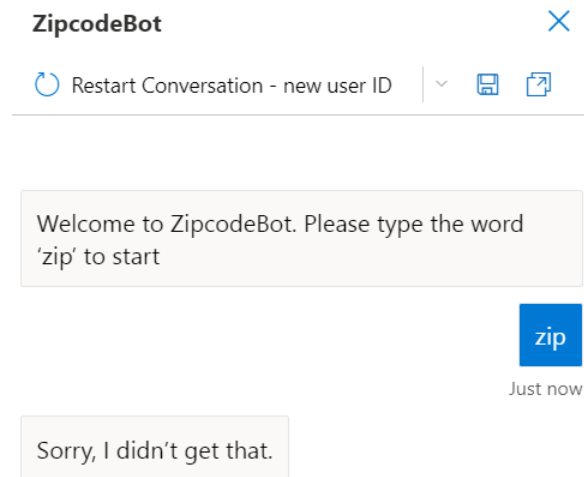 ZipcodeBot
Restart Conversation - new user ID
Welcome to ZipcodeBot. Please type the word
‘zip’ to start
zip
Just now
Sorry, I didn’t get that.